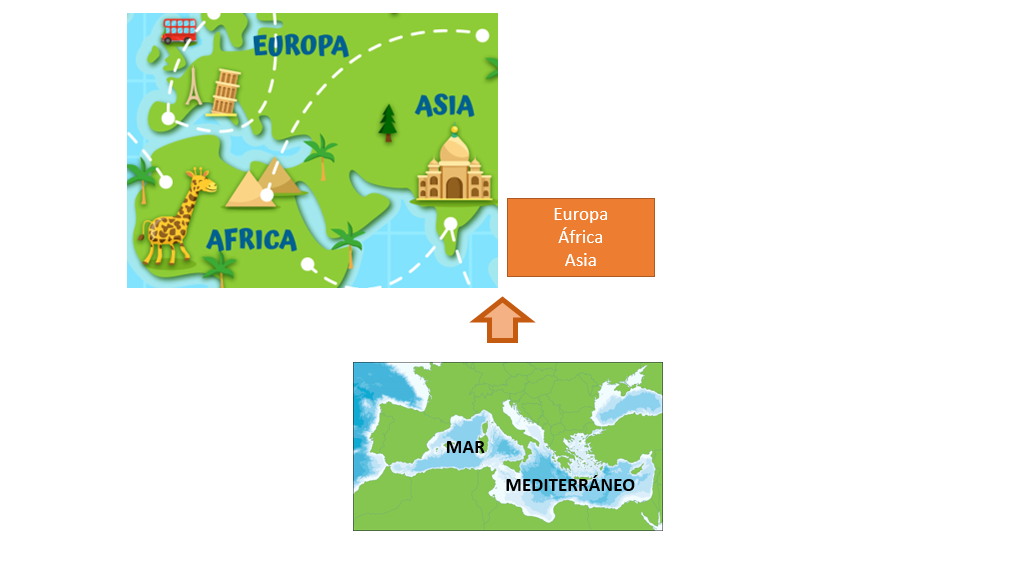 EUROPA
ASIA
AFRICA
Europa
África
Asia
MAR
MEDITERRÁNEO